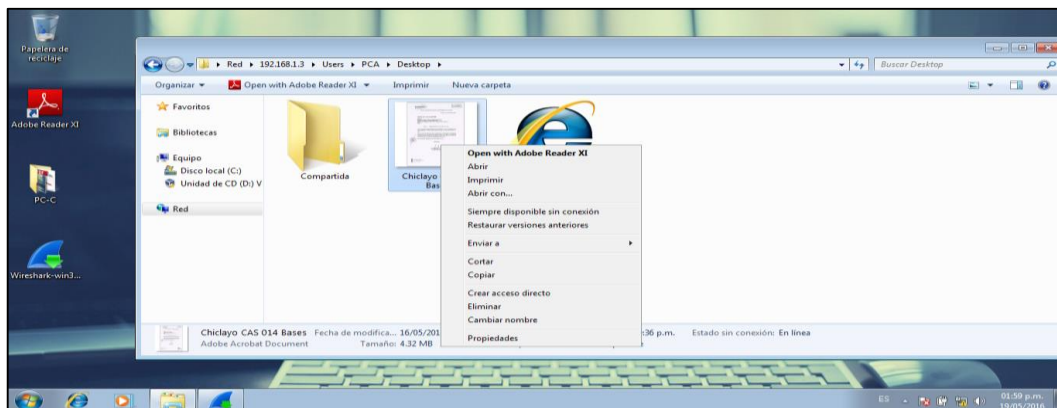 Papelera de
reciclaje
Adobe Reader XI
PC-C
Wireshark-win3...
Red ▸ 192.168.1.3 ▸ Users ▸ PCA ▸ Desktop ▸
Buscar Desktop
Organizar
Open with Adobe Reader XI
Imprimir
Nueva carpeta
Favoritos
Bibliotecas
Equipo
Disco local (C:)
Unidad de CD (D:) V
Red
Compartida
Chiclayo
Bas
Open with Adobe Reader XI
Abrir
Imprimir
Abrir con...
Siempre disponible sin conexión
Restaurar versiones anteriores
Enviar a
Cortar
Copiar
Crear acceso directo
Eliminar
Cambiar nombre
Propiedades
Chiclayo CAS 014 Bases Fecha de modifica... 16/05/201 :36 p.m. Estado sin conexión: En línea
Adobe Acrobat Document Tamaño: 4.32 MB
ES
01:59 p.m.
19/05/2016